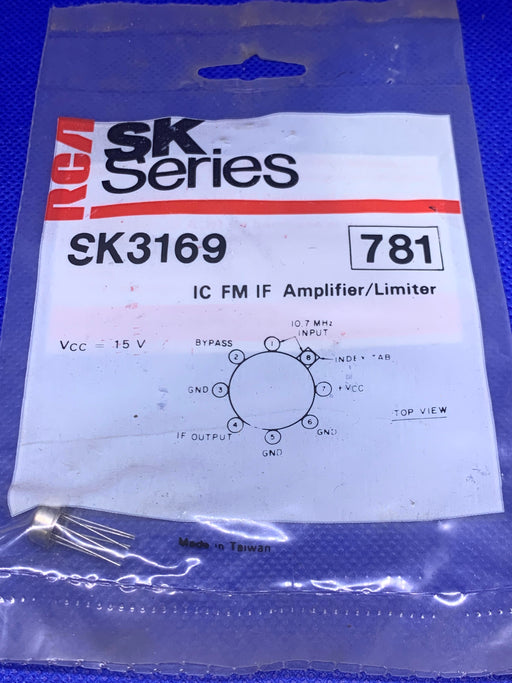 RCA
SK
Series
SK3169
781
IC FM IF Amplifier/Limiter
VCC = 15 V
10.7 MHz
INPUT
BYPASS
1
2
8
INDEX TAB
GND 3
7 +VCC
TOP VIEW
4
6
IF OUTPUT
5
GND
GND
Made in Taiwan